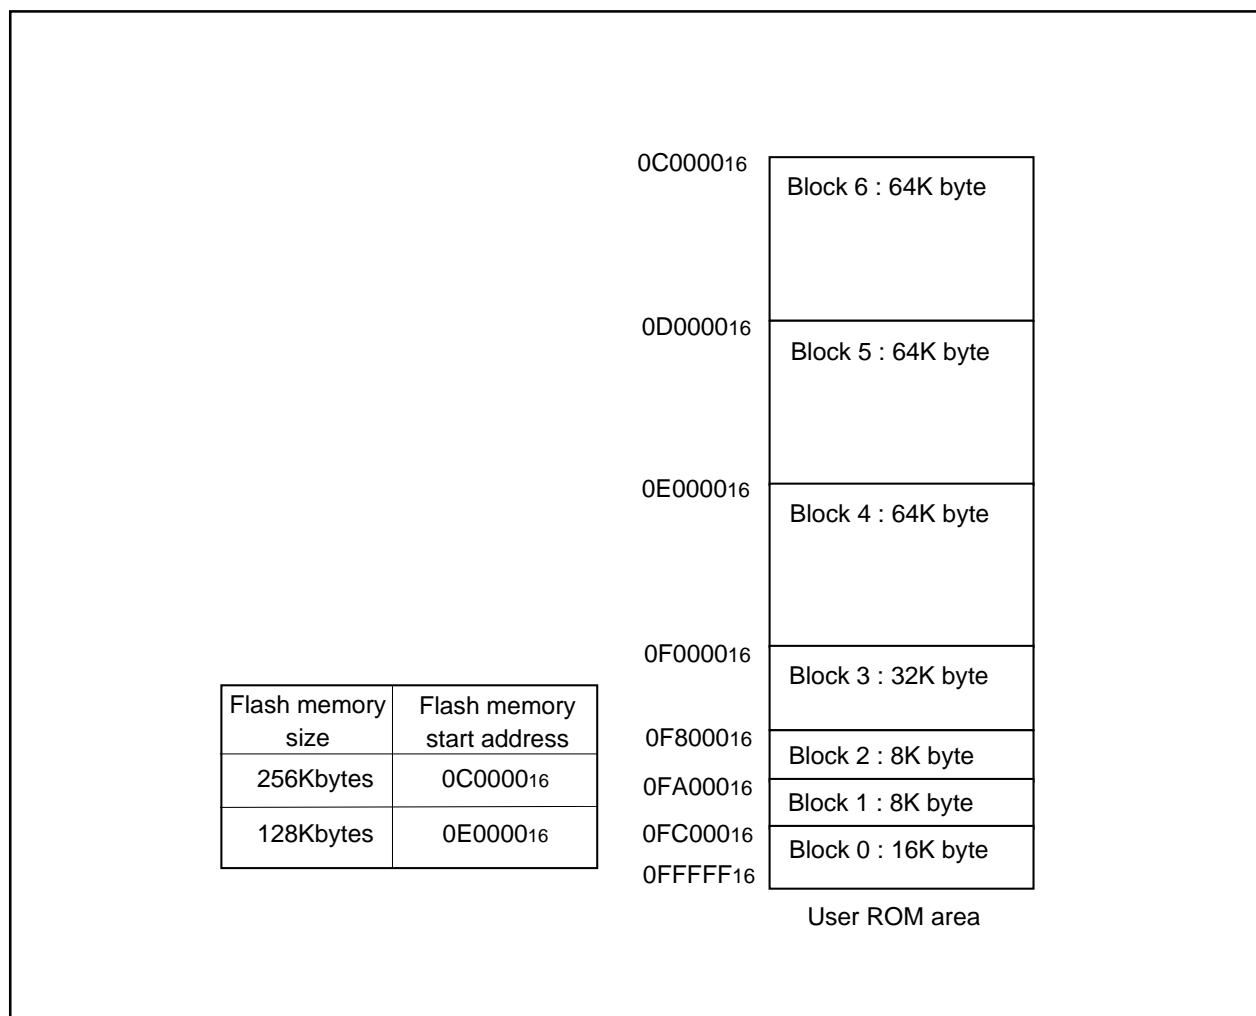 0C000016
Block 6 : 64K byte
0D000016
Block 5 : 64K byte
0E000016
Block 4 : 64K byte
0F000016
Block 3 : 32K byte
0F800016
Block 2 : 8K byte
0FA00016
Block 1 : 8K byte
0FC00016
Block 0 : 16K byte
0FFFFF16
User ROM area
Flash memory size
Flash memory start address
256Kbytes
0C000016
128Kbytes
0E000016